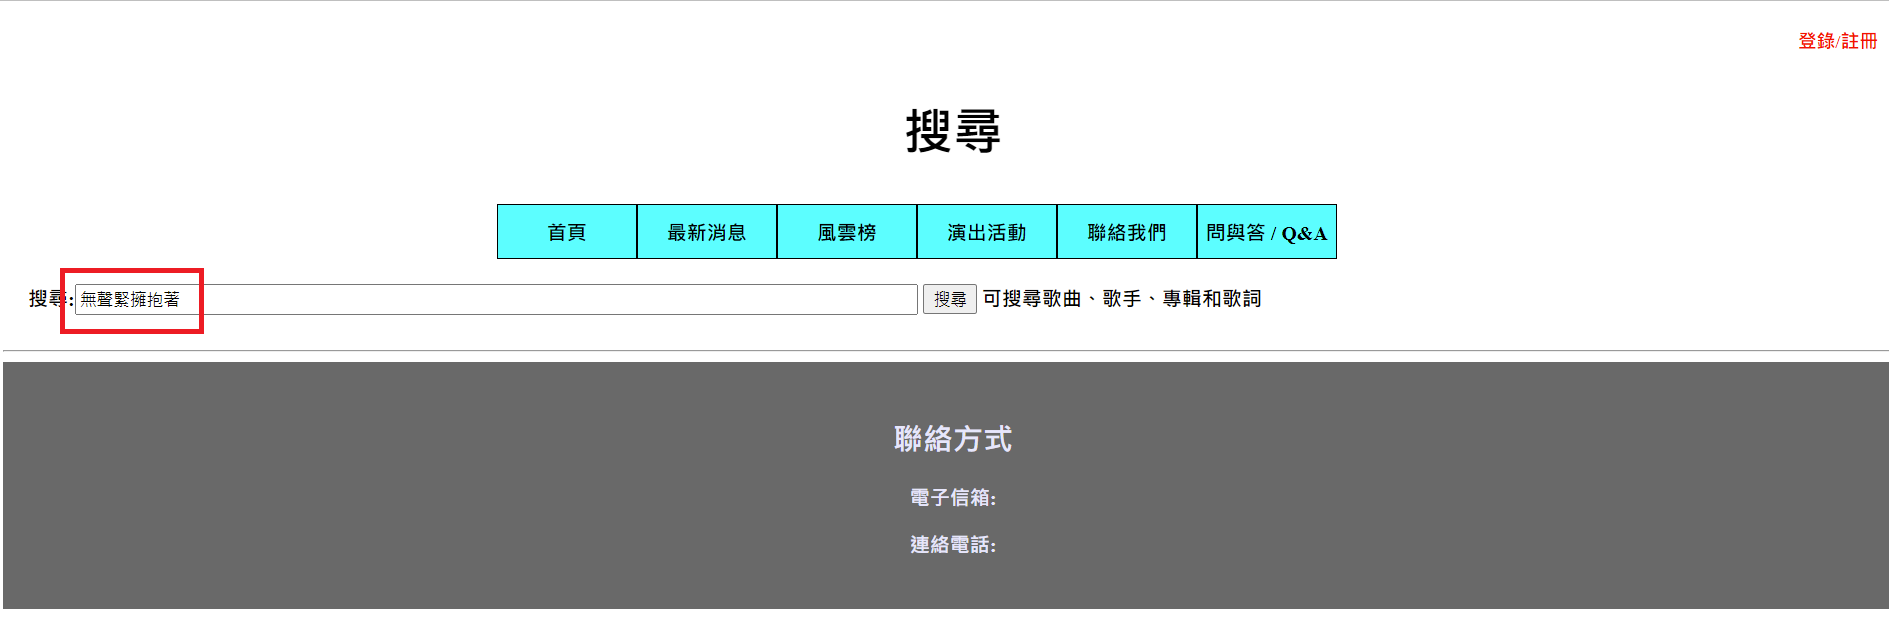 登錄/註冊
搜尋
首頁 最新消息 風雲榜 演出活動 聯絡我們 問與答 / Q&A
搜尋: 無聲緊擁抱著 搜尋 可搜尋歌曲、歌手、專輯和歌詞
聯絡方式
電子信箱:
連絡電話: